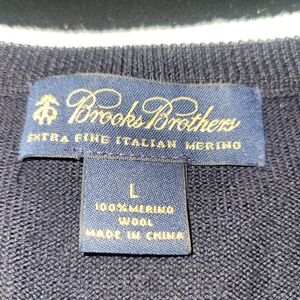 Brooks Brothers
EXTRA FINE ITALIAN MERINO
L
100% MERINO
WOOL
MADE IN CHINA